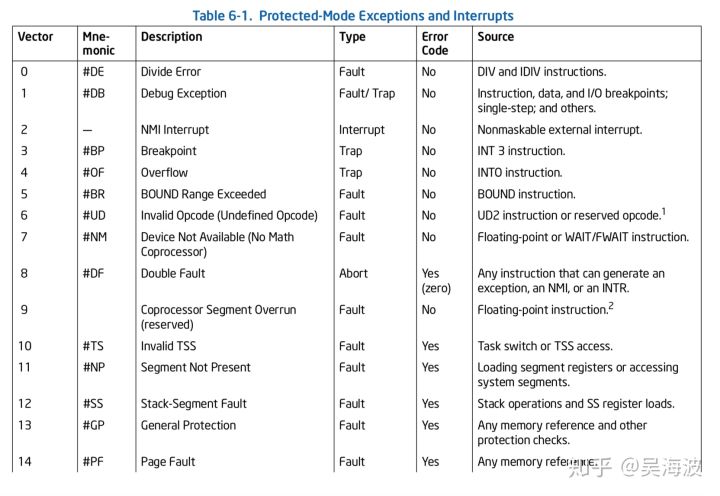 Table 6-1. Protected-Mode Exceptions and Interrupts
Vector Mne- Description Type Error Source
monic Code
0 #DE Divide Error Fault No DIV and IDIV instructions.
1 #DB Debug Exception Fault/ Trap No Instruction, data, and I/O breakpoints;
single-step; and others.
2 — NMI Interrupt Interrupt No Nonmaskable external interrupt.
3 #BP Breakpoint Trap No INT 3 instruction.
4 #OF Overflow Trap No INTO instruction.
5 #BR BOUND Range Exceeded Fault No BOUND instruction.
6 #UD Invalid Opcode (Undefined Opcode) Fault No UD2 instruction or reserved opcode.1
7 #NM Device Not Available (No Math Fault No Floating-point or WAIT/FWAIT instruction.
Coprocessor)
8 #DF Double Fault Abort Yes Any instruction that can generate an
(zero) exception, an NMI, or an INTR.
9 Coprocessor Segment Overrun Fault No Floating-point instruction.2
(reserved)
10 #TS Invalid TSS Fault Yes Task switch or TSS access.
11 #NP Segment Not Present Fault Yes Loading segment registers or accessing
system segments.
12 #SS Stack-Segment Fault Fault Yes Stack operations and SS register loads.
13 #GP General Protection Fault Yes Any memory reference and other
protection checks.
14 #PF Page Fault Fault Yes Any memory reference.
知乎 @吴海波